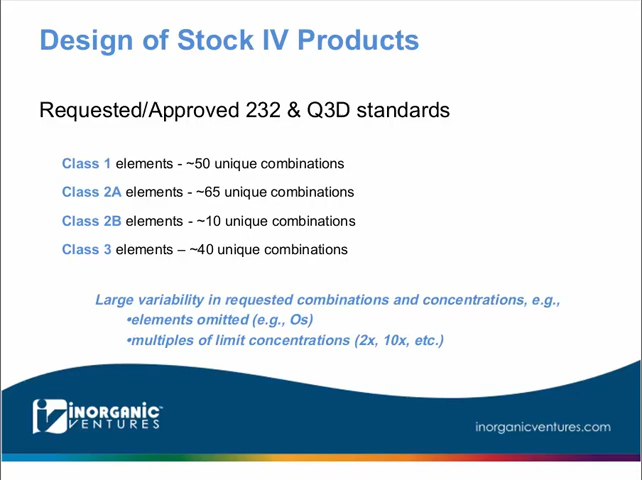 Design of Stock IV Products
Requested/Approved 232 & Q3D standards
Class 1 elements - ~50 unique combinations
Class 2A elements - ~65 unique combinations
Class 2B elements - ~10 unique combinations
Class 3 elements – ~40 unique combinations
Large variability in requested combinations and concentrations, e.g.,
•elements omitted (e.g., Os)
•multiples of limit concentrations (2x, 10x, etc.)
INORGANIC™
VENTURES
inorganicventures.com